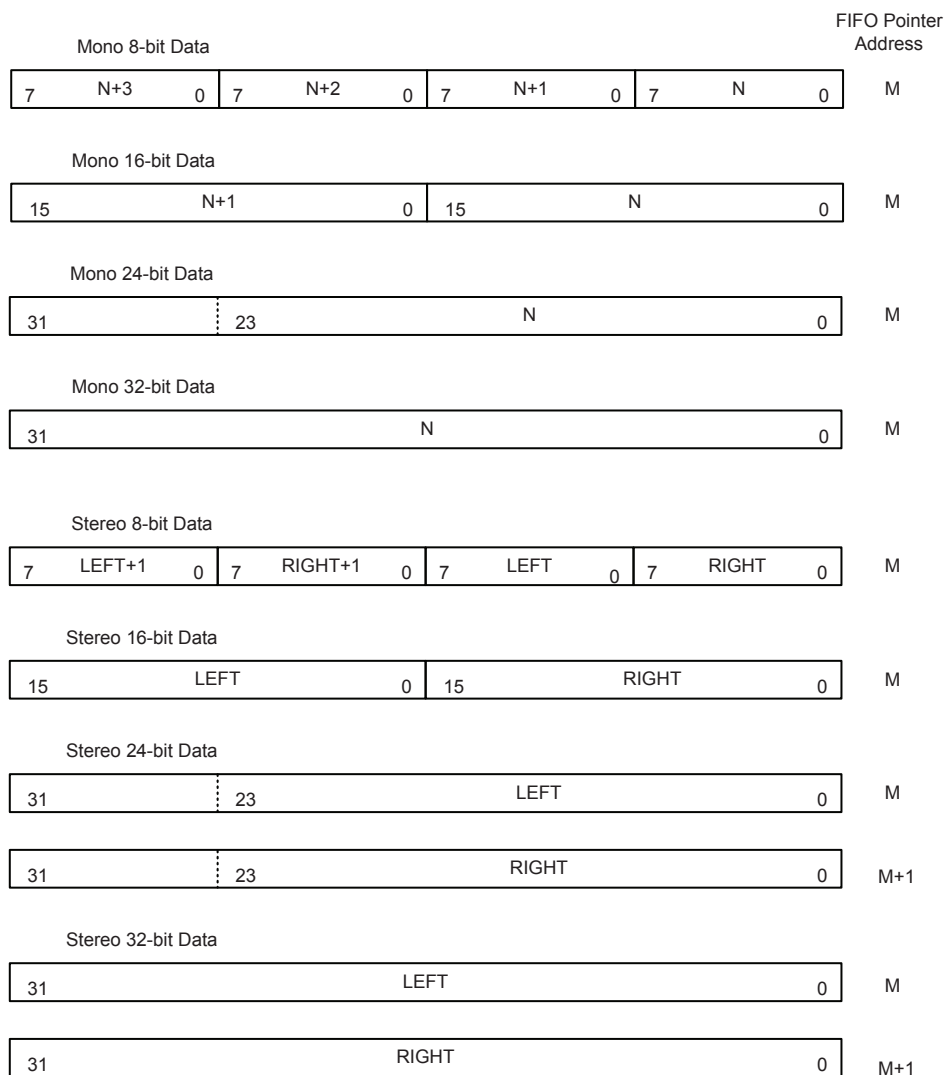 FIFO Pointer
Address
Mono 8-bit Data
7 N+3 0 7 N+2 0 7 N+1 0 7 N 0 M
Mono 16-bit Data
15 N+1 0 15 N 0 M
Mono 24-bit Data
31 23 N 0 M
Mono 32-bit Data
31 N 0 M
Stereo 8-bit Data
7 LEFT+1 0 7 RIGHT+1 0 7 LEFT 0 7 RIGHT 0 M
Stereo 16-bit Data
15 LEFT 0 15 RIGHT 0 M
Stereo 24-bit Data
31 23 LEFT 0 M
31 23 RIGHT 0 M+1
Stereo 32-bit Data
31 LEFT 0 M
31 RIGHT 0 M+1